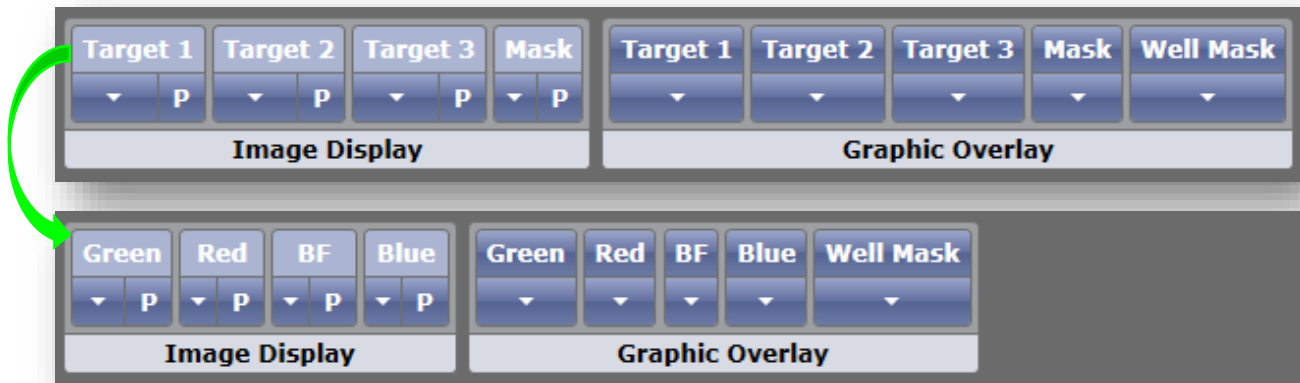 Target 1 Target 2 Target 3 Mask Target 1 Target 2 Target 3 Mask Well Mask
P P P P
Image Display Graphic Overlay
Green Red BF Blue Green Red BF Blue Well Mask
P P P P
Image Display Graphic Overlay